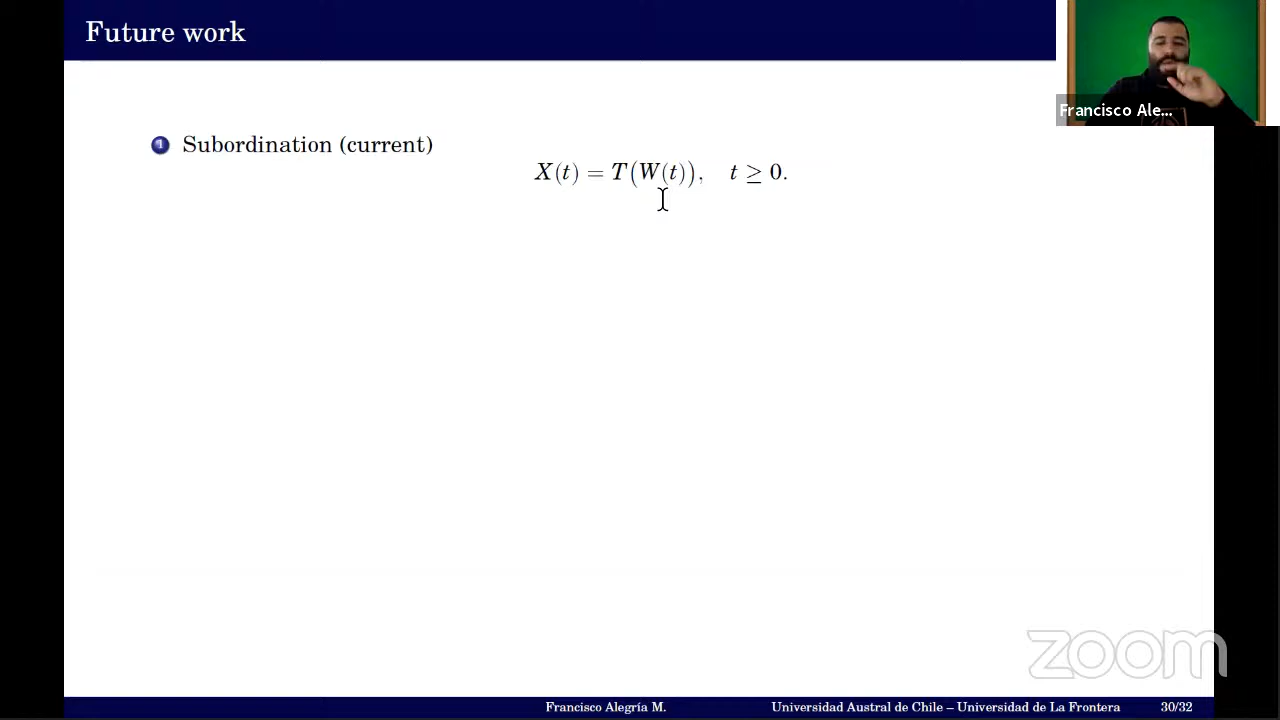 Future work
Francisco Ale...
1 Subordination (current)
X(t) = T(W(t)), t ≥ 0.
zoom
Francisco Alegría M. Universidad Austral de Chile – Universidad de La Frontera 30/32